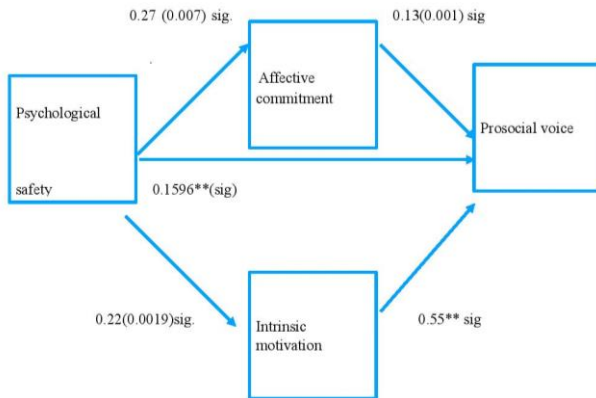 0.27 (0.007) sig.
0.13(0.001) sig
Affective
commitment
Psychological
safety
Prosocial voice
0.1596**(sig)
0.22(0.0019)sig.
Intrinsic
motivation
0.55** sig